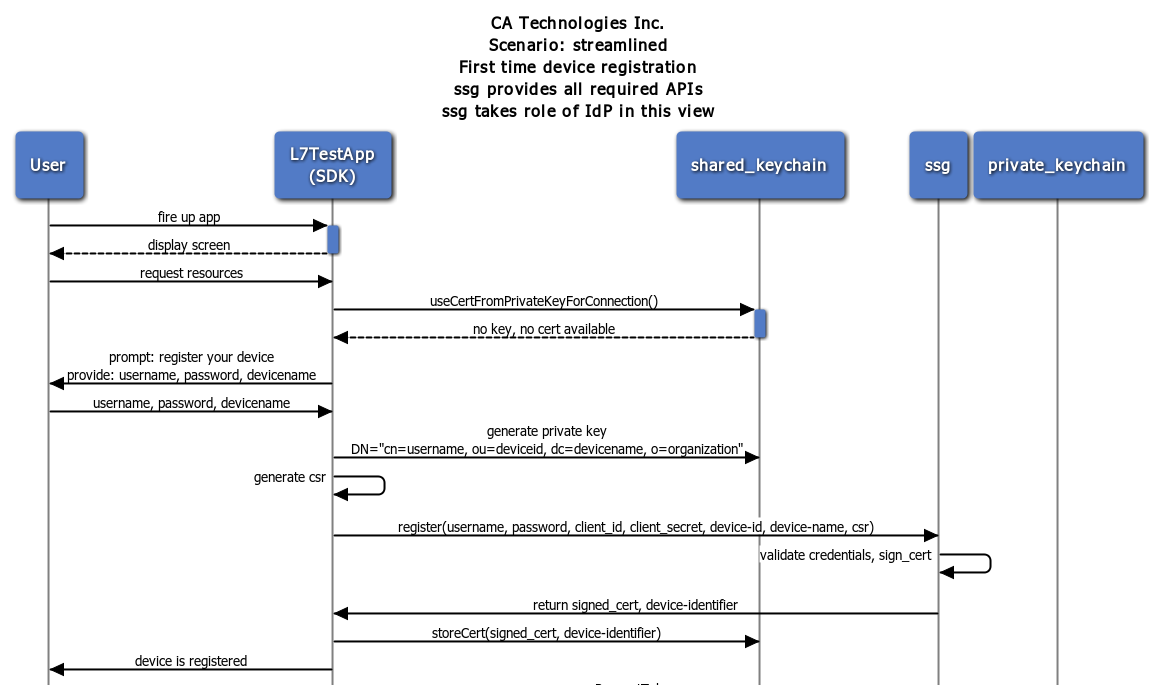 CA Technologies Inc.
Scenario: streamlined
First time device registration
ssg provides all required APIs
ssg takes role of IdP in this view
User
L7TestApp
(SDK)
shared_keychain
ssg
private_keychain
fire up app
display screen
request resources
useCertFromPrivateKeyForConnection()
no key, no cert available
prompt: register your device
provide: username, password, devicename
username, password, devicename
generate private key
DN="cn=username, ou=deviceid, dc=devicename, o=organization"
generate csr
register(username, password, client_id, client_secret, device-id, device-name, csr)
validate credentials, sign_cert
return signed_cert, device-identifier
storeCert(signed_cert, device-identifier)
device is registered